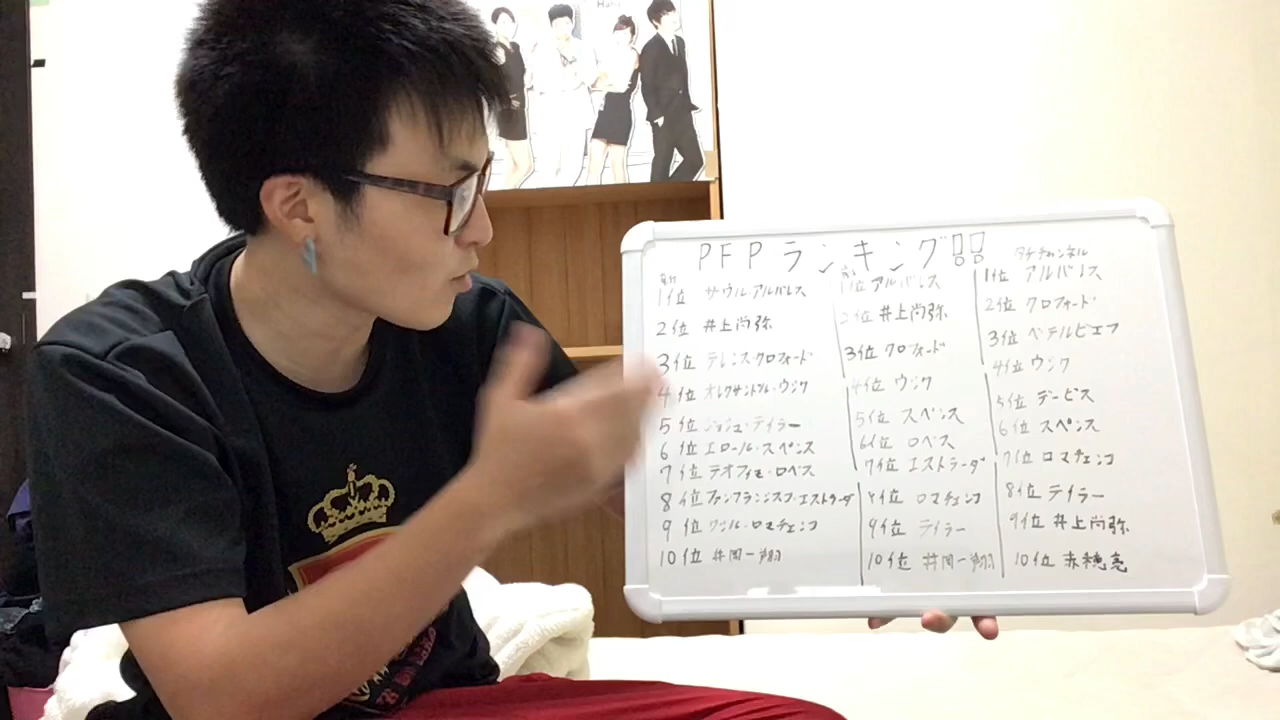 PFPランキング!!
新
1位 サウル・アルバレス
2位 井上尚弥
3位 テレンス・クロフォード
4位 オレクサンドル・ウシク
5位 ジョシュ・テイラー
6位 エロール・スペンス
7位 テオフィモ・ロペス
8位 ファンフランシスコ・エストラーダ
9位 ワシル・ロマチェンコ
10位 井岡一翔
1位 アルバレス
2位 井上尚弥
3位 クロフォード
4位 ウシク
5位 スペンス
6位 ロペス
7位 エストラーダ
8位 ロマチェンコ
9位 テイラー
10位 井岡一翔
チャンネル
1位 アルバレス
2位 クロフォード
3位 ベテルビエフ
4位 ウシク
5位 デービス
6位 スペンス
7位 ロマチェンコ
8位 テイラー
9位 井上尚弥
10位 赤穂亮